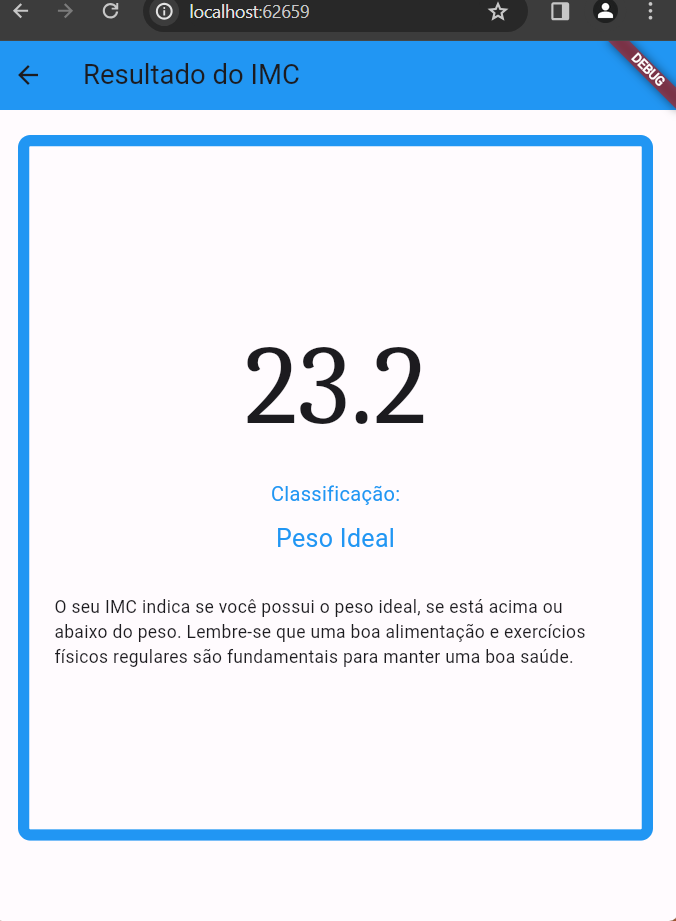 localhost:62659
Resultado do IMC
DEBUG
23.2
Classificação:
Peso Ideal
O seu IMC indica se você possui o peso ideal, se está acima ou
abaixo do peso. Lembre-se que uma boa alimentação e exercícios
físicos regulares são fundamentais para manter uma boa saúde.